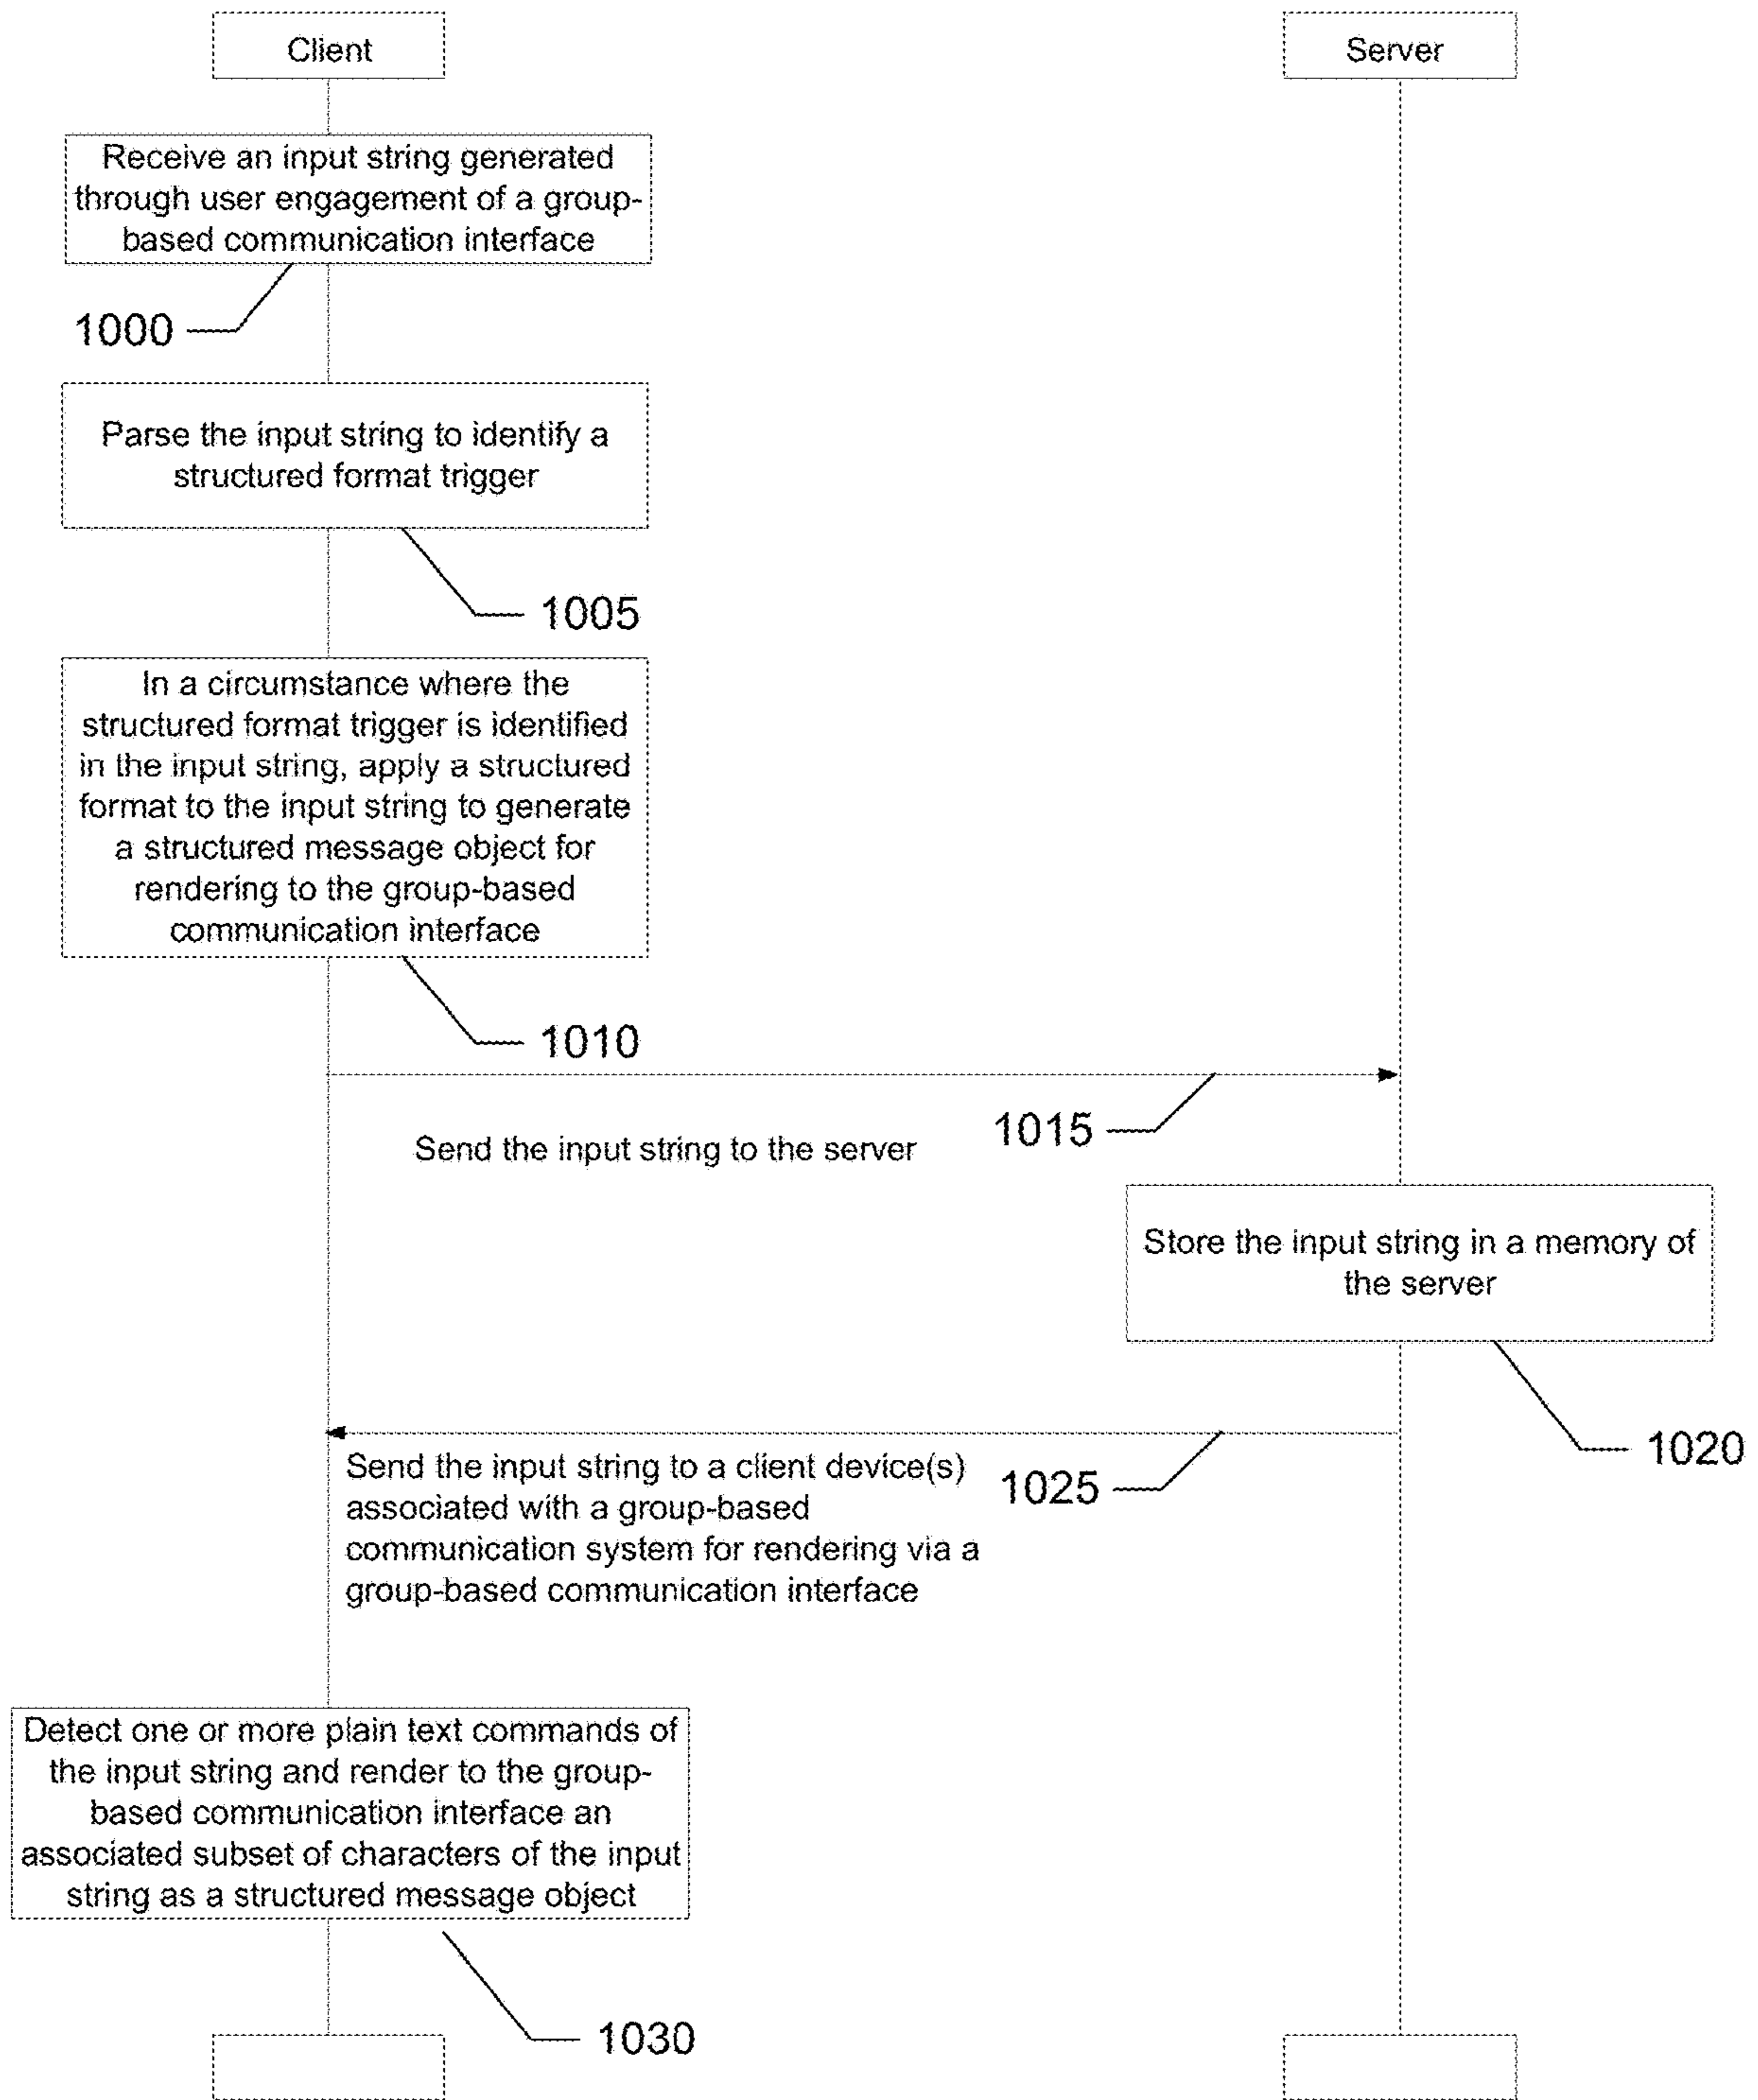 Client
Server
Receive an input string generated
through user engagement of a group-
based communication interface
1000
Parse the input string to identify a
structured format trigger
1005
In a circumstance where the
structured format trigger is identified
in the input string, apply a structured
format to the input string to generate
a structured message object for
rendering to the group-based
communication interface
1010
1015
Send the input string to the server
Store the input string in a memory of
the server
1020
Send the input string to a client device(s)
associated with a group-based
communication system for rendering via a
group-based communication interface
1025
Detect one or more plain text commands of
the input string and render to the group-
based communication interface an
associated subset of characters of the input
string as a structured message object
1030